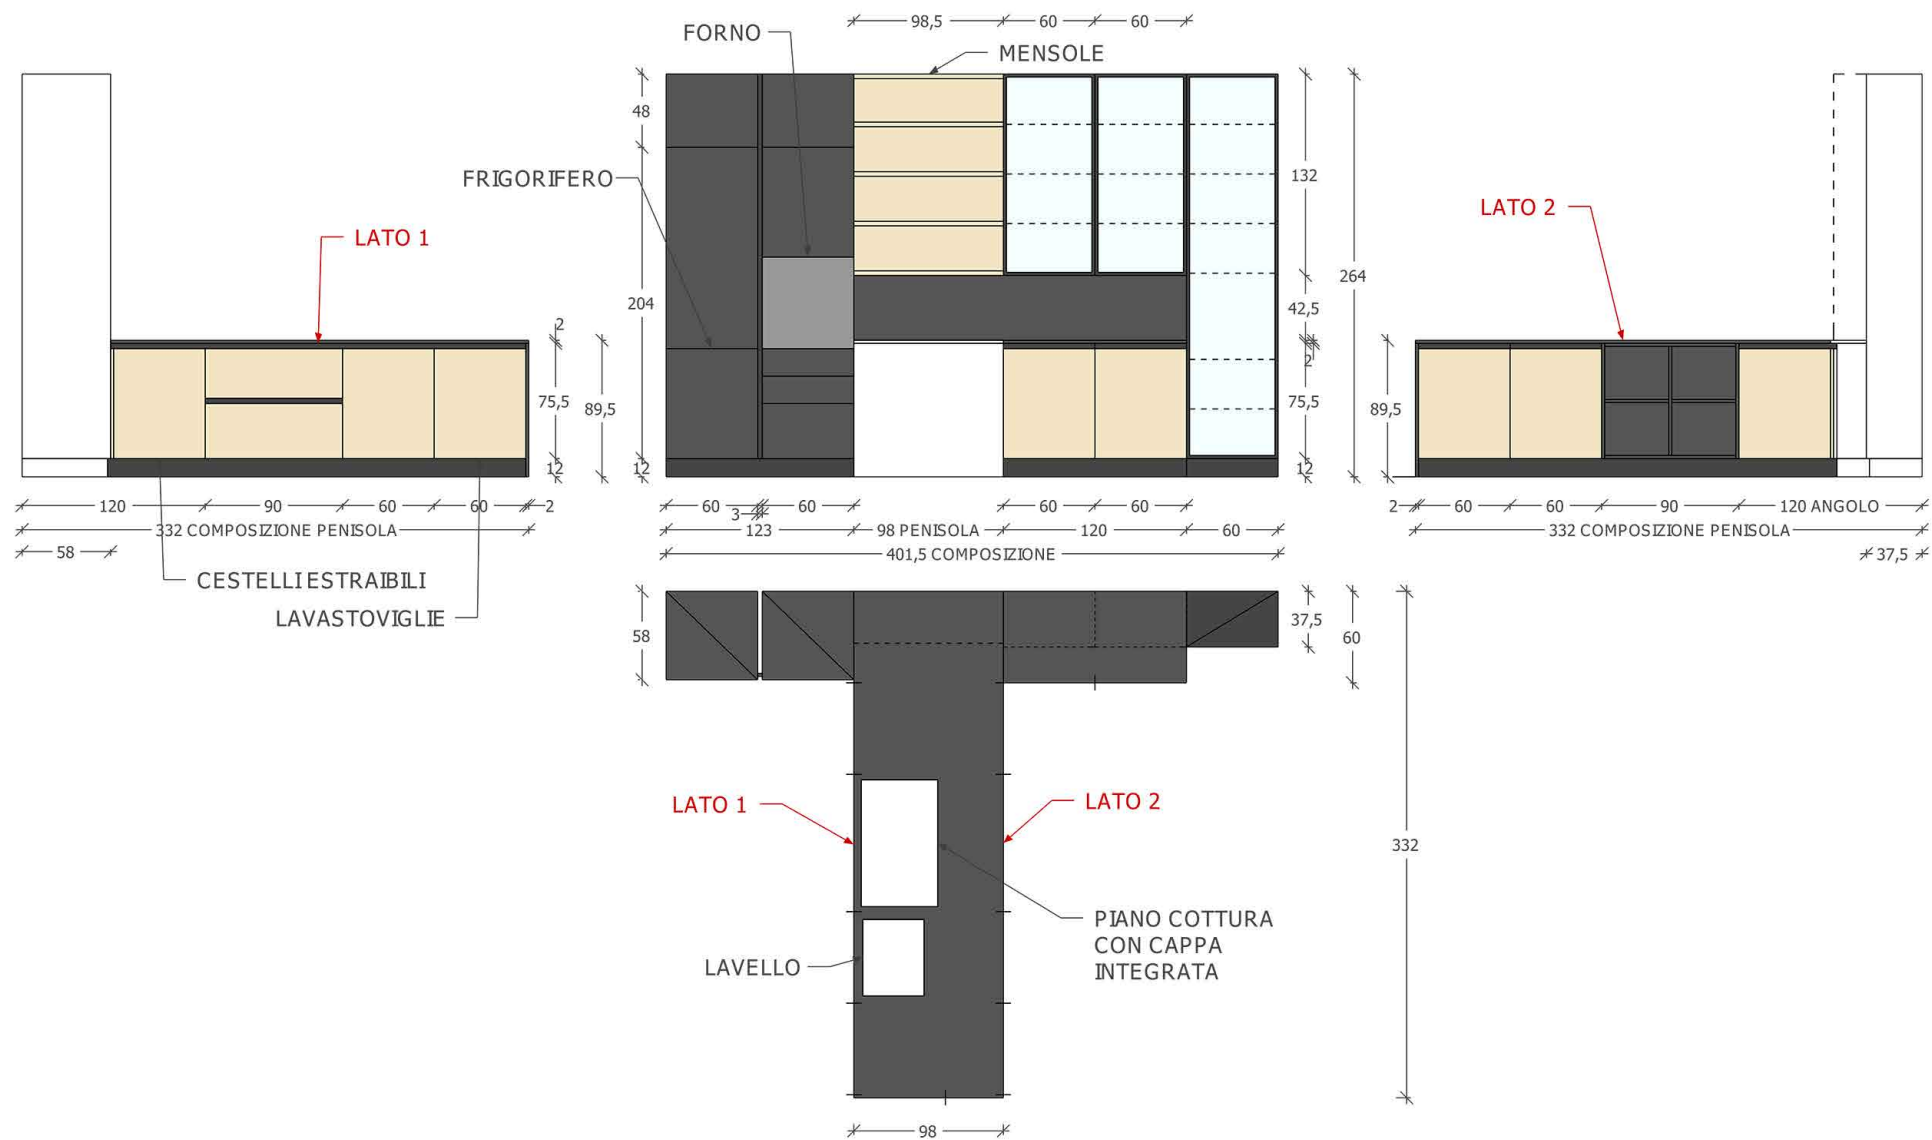 98,5
60
60
FORNO
MENSOLE
48
FRIGORIFERO
132
LATO 1
LATO 2
264
204
42,5
2
2
75,5
89,5
75,5
89,5
12
12
12
120
90
60
60
2
60
3
60
60
60
2
60
60
90
120 ANGOLO
332 COMPOSIZIONE PENISOLA
123
98 PENISOLA
120
60
332 COMPOSIZIONE PENISOLA
58
401,5 COMPOSIZIONE
37,5
CESTELLI ESTRAIBILI
LAVASTOVIGLIE
58
37,5
60
LATO 1
LATO 2
332
PIANO COTTURA
CON CAPPA
INTEGRATA
LAVELLO
98